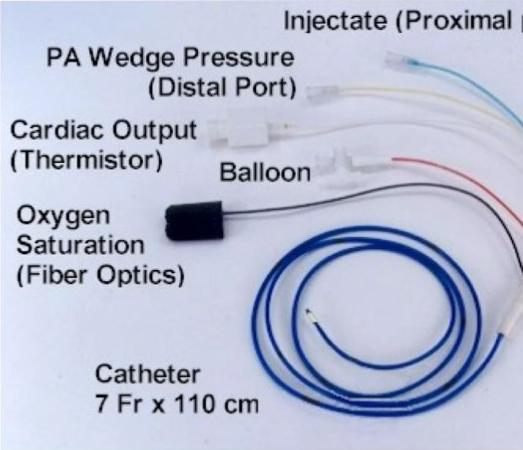 Injectate (Proximal
PA Wedge Pressure
(Distal Port)
Cardiac Output
(Thermistor)
Balloon
Oxygen
Saturation
(Fiber Optics)
Catheter
7 Fr x 110 cm